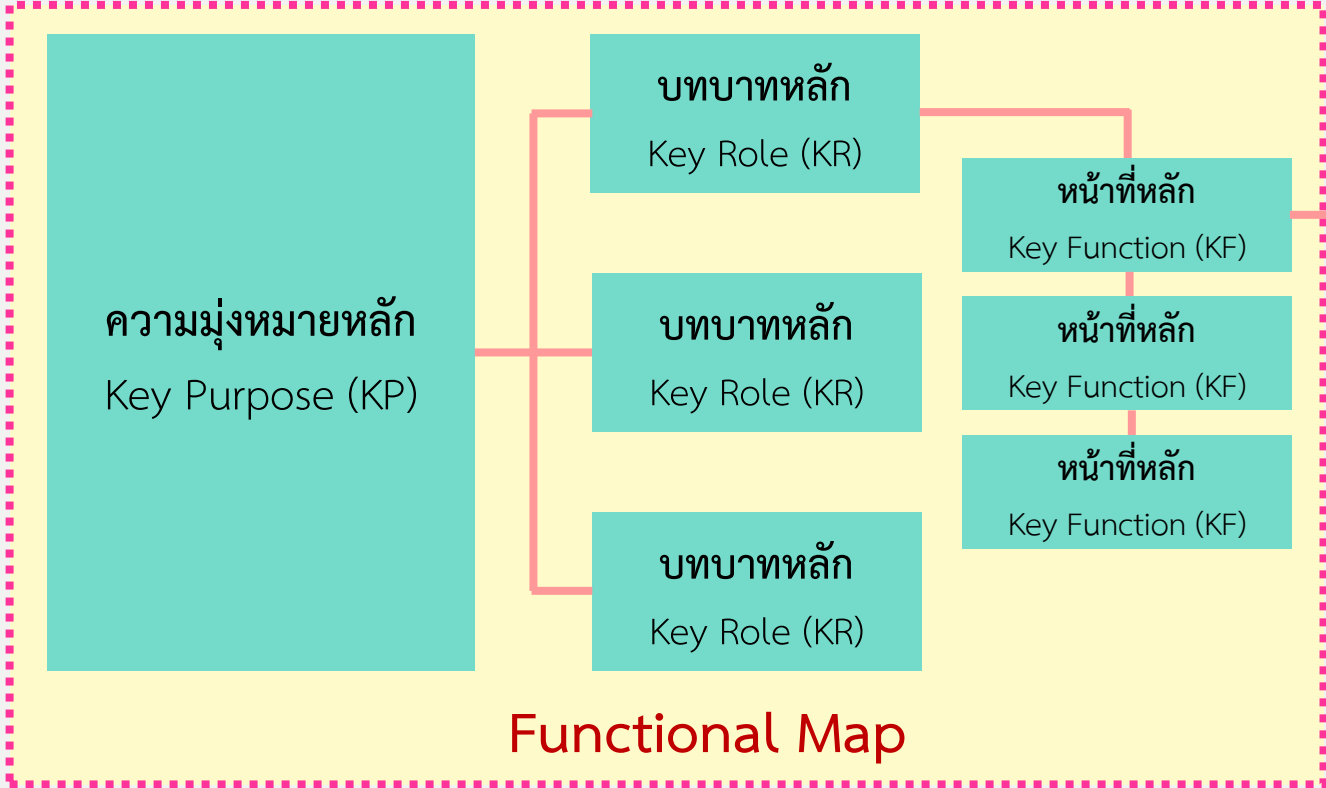 ความมุ่งหมายหลัก
Key Purpose (KP)
บทบาทหลัก
Key Role (KR)
บทบาทหลัก
Key Role (KR)
บทบาทหลัก
Key Role (KR)
หน้าที่หลัก
Key Function (KF)
หน้าที่หลัก
Key Function (KF)
หน้าที่หลัก
Key Function (KF)
Functional Map